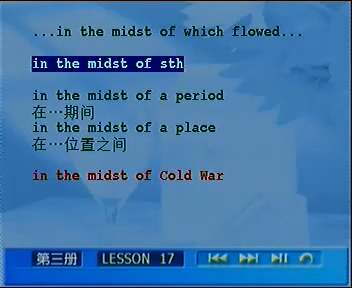 ...in the midst of which flowed...
in the midst of sth
in the midst of a period
在…期间
in the midst of a place
在…位置之间
in the midst of Cold War
第三册 LESSON 17